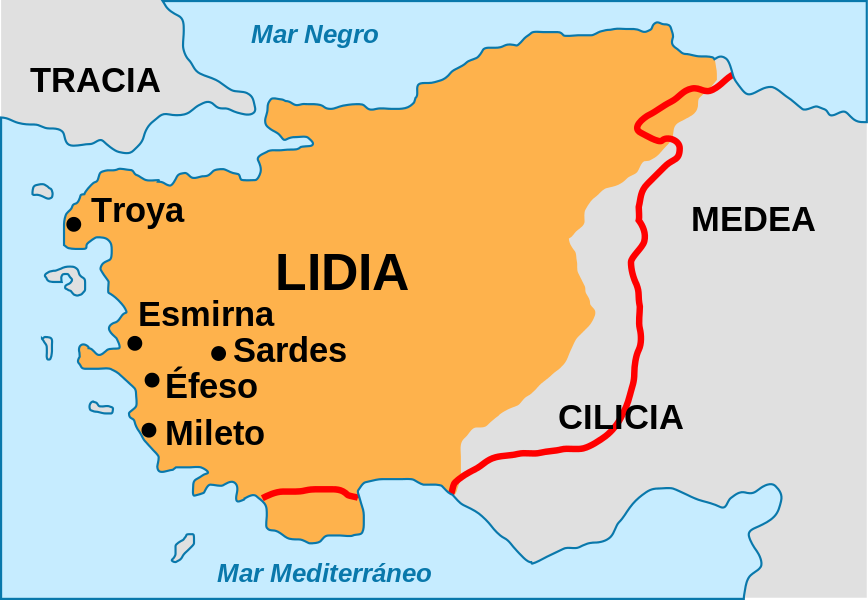 Mar Negro
TRACIA
Troya
MEDEA
LIDIA
Esmirna
Sardes
Éfeso
CILICIA
Mileto
Mar Mediterráneo